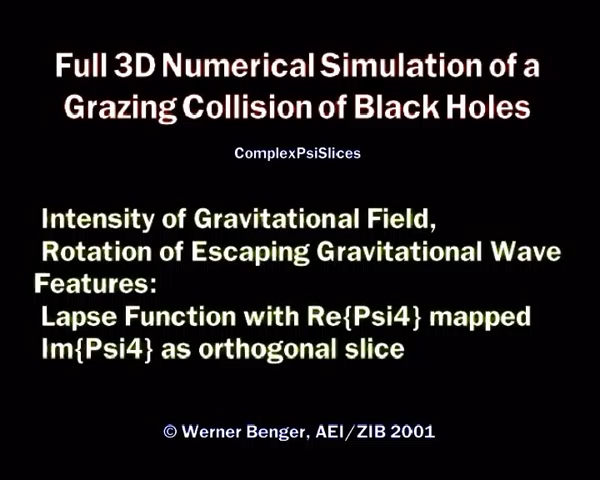 Full 3D Numerical Simulation of a
Grazing Collision of Black Holes
ComplexPsiSlices
Intensity of Gravitational Field,
Rotation of Escaping Gravitational Wave
Features:
Lapse Function with Re{Psi4} mapped
Im{Psi4} as orthogonal slice
© Werner Benger, AEI/ZIB 2001